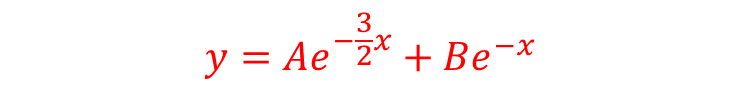 y = Ae^{-\frac{3}{2}x} + Be^{-x}